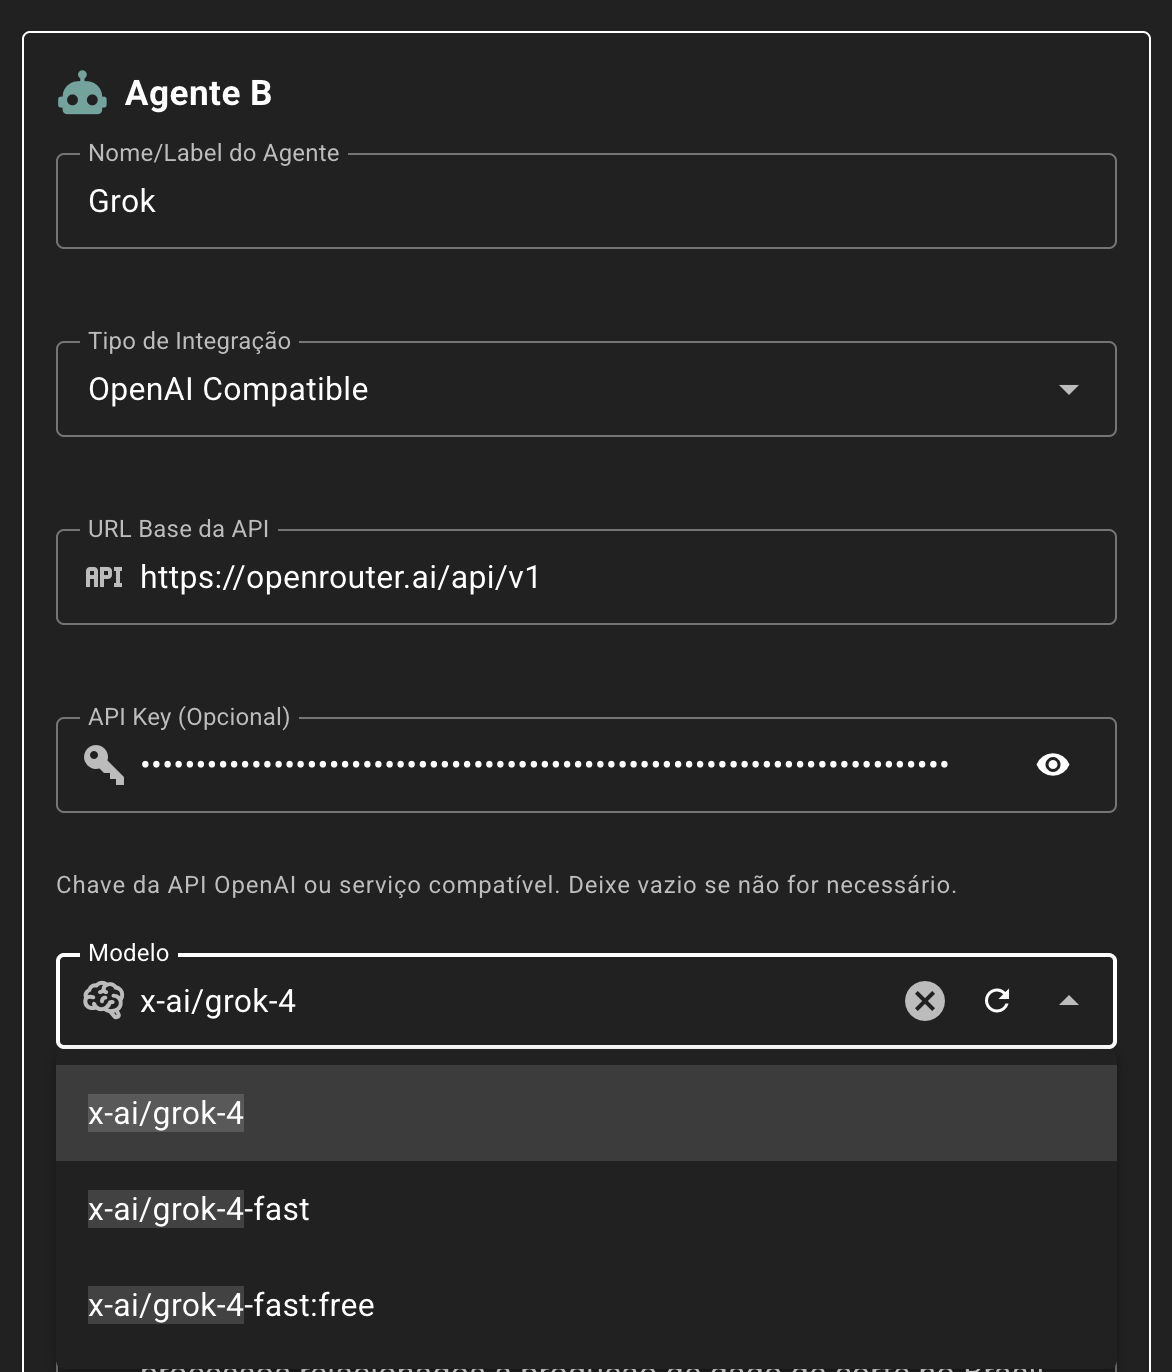 Agente B
Nome/Label do Agente
Grok
Tipo de Integração
OpenAI Compatible
URL Base da API
API https://openrouter.ai/api/v1
API Key (Opcional)
••••••••••••••••••••••••••••••••••••••••••••••••••••••••••••••••••••••••
Chave da API OpenAI ou serviço compatível. Deixe vazio se não for necessário.
Modelo
x-ai/grok-4
x-ai/grok-4
x-ai/grok-4-fast
x-ai/grok-4-fast:free